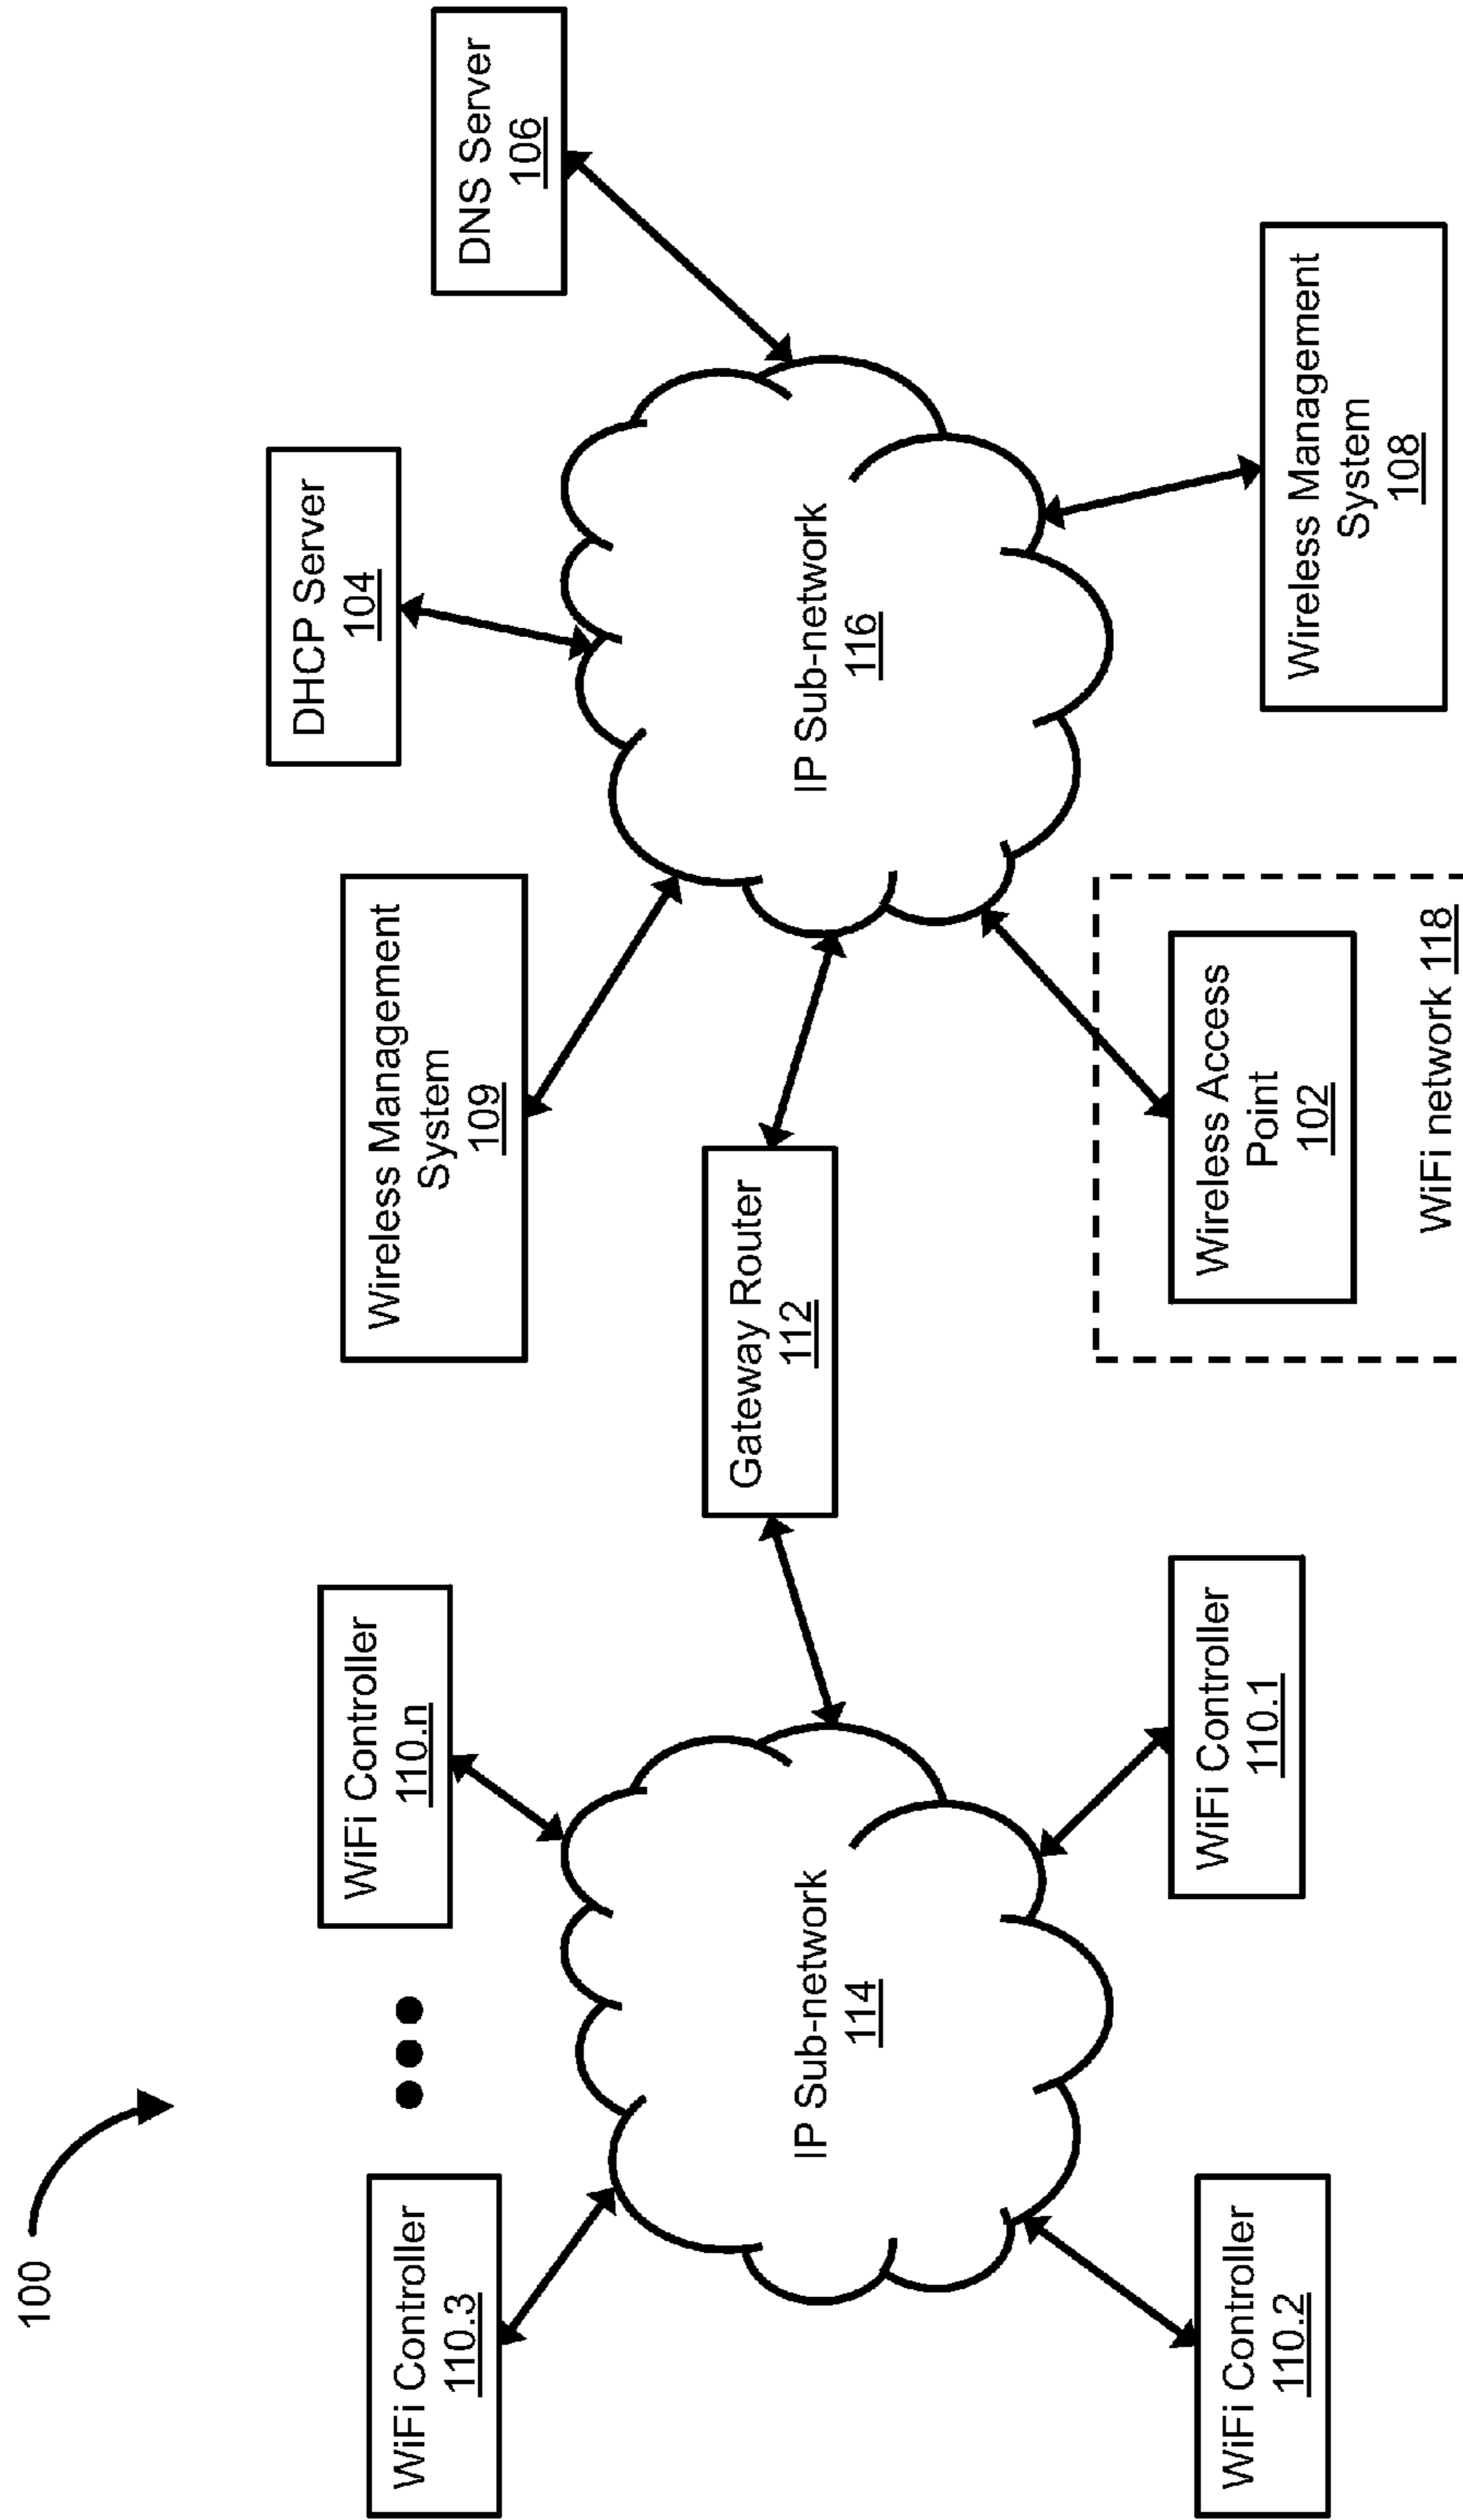 100
WiFi Controller
110.3
WiFi Controller
110.n
Wireless Management
System
109
DHCP Server
104
DNS Server
106
IP Sub-network
114
Gateway Router
112
IP Sub-network
116
WiFi Controller
110.2
WiFi Controller
110.1
Wireless Access
Point
102
WiFi network 118
Wireless Management
System
108